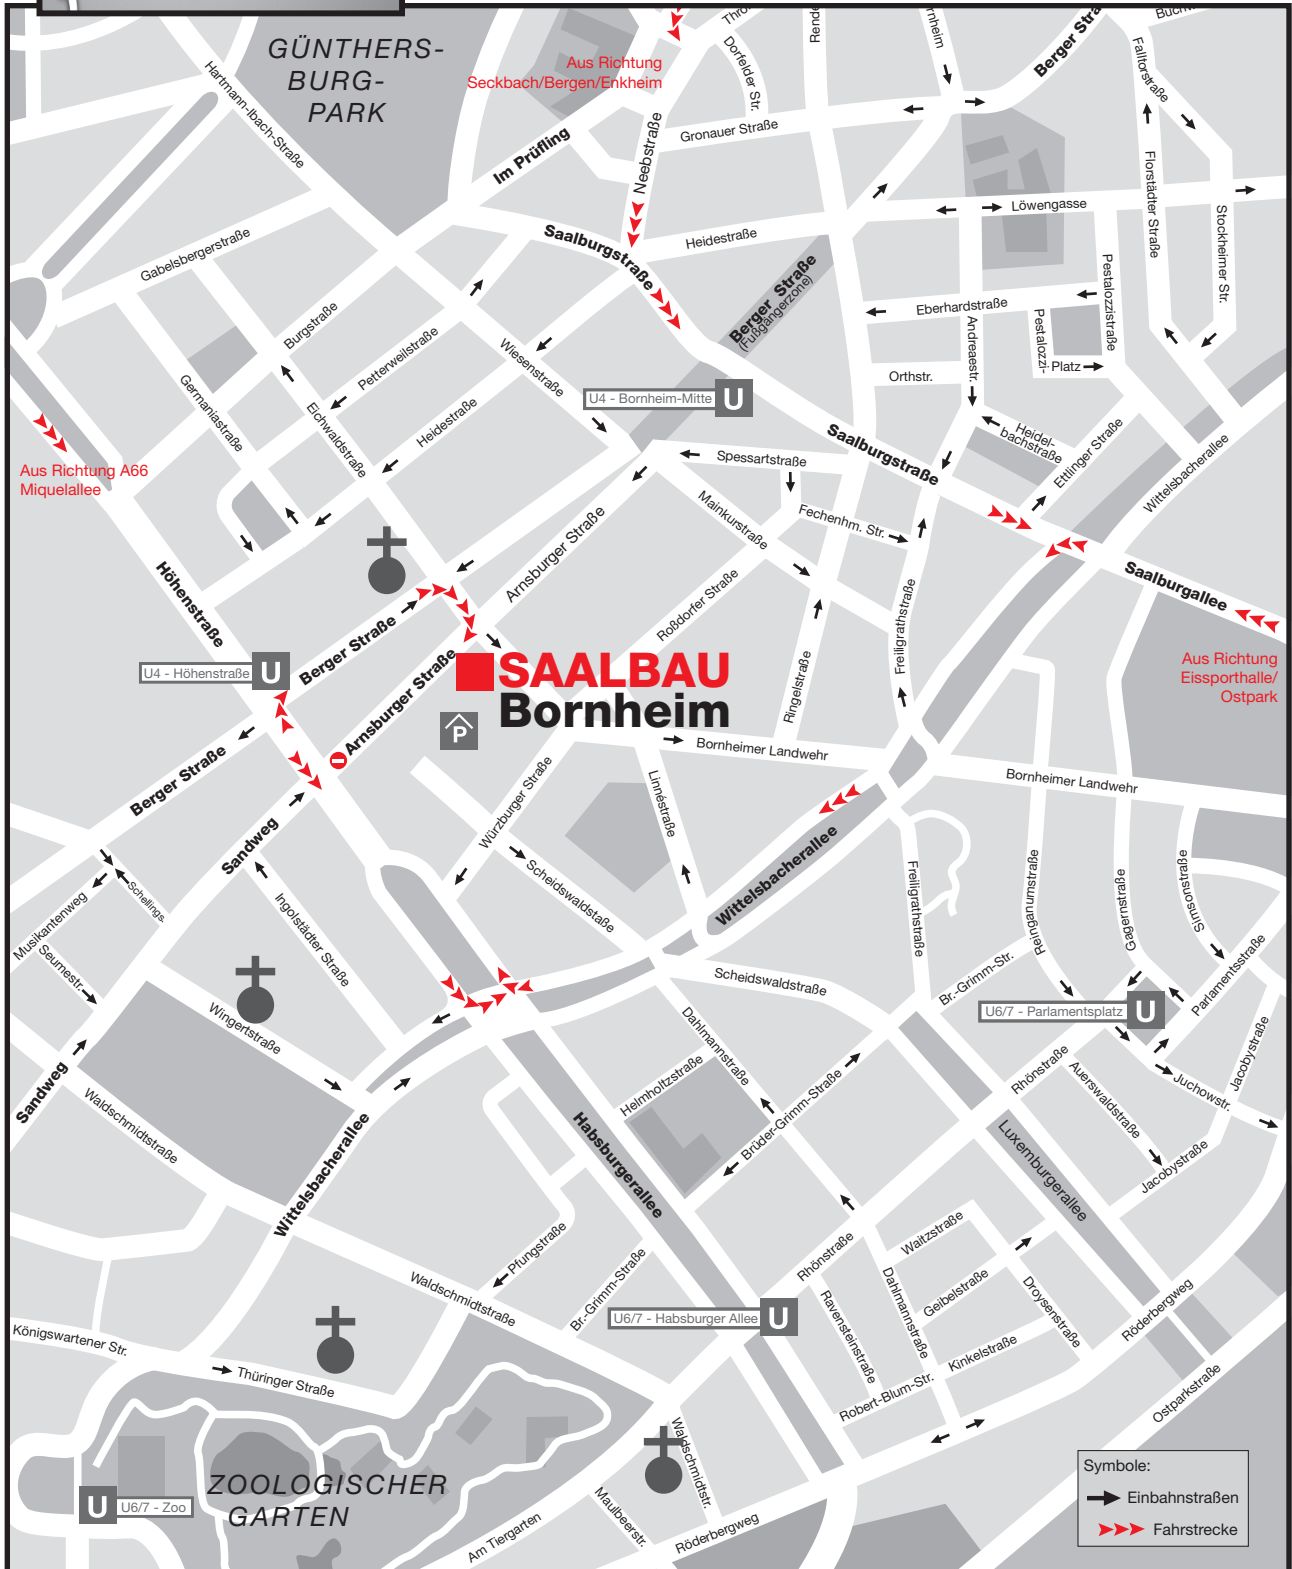 GÜNTHERS-
BURG-
PARK
Hartmann-Ibach-Straße
Aus Richtung
Seckbach/Bergen/Enkheim
Dorfelder Str.
Berger Straße
Falltorstraße
Im Prüfling
Neebstraße
Gronauer Straße
Florstädter Straße
Löwengasse
Stockheimer Str.
Gabelsbergerstraße
Saalburgstraße
Heidestraße
Berger Straße
(Fußgängerzone)
Pestalozzistraße
Eberhardstraße
Andreaestr.
Pestalozzi-
Platz
Orthstr.
Burgstraße
Petterweilstraße
Wiesenstraße
Germaniastraße
Eichwaldstraße
Heidestraße
U4 - Bornheim-Mitte
U
Aus Richtung A66
Miquelallee
Spessartstraße
Saalburgstraße
Heidel-
bachstraße
Ettlinger Straße
Wittelsbacherallee
Mainkurstraße
Fechenhm. Str.
Arnsburger Straße
Roßdorfer Straße
Freiligrathstraße
Saalburgallee
Höhenstraße
Berger Straße
Arnsburger Straße
U4 - Höhenstraße
U
SAALBAU
Bornheim
P
Ringelstraße
Aus Richtung
Eissporthalle/
Ostpark
Bornheimer Landwehr
Bornheimer Landwehr
Berger Straße
Sandweg
Würzburger Straße
Linnéstraße
Scheidswaldstaße
Wittelsbacherallee
Freiligrathstraße
Reinganumstraße
Gagernstraße
Simsonstraße
Musikantenweg
Schellings.
Seumestr.
Ingolstädter Straße
Wingertstraße
Scheidswaldstraße
Br.-Grimm-Str.
Parlamentsstraße
U6/7 - Parlamentsplatz
U
Dahlmannstraße
Helmholtzstraße
Brüder-Grimm-Straße
Rhönstraße
Auerswaldstraße
Juchowstr.
Jacobystraße
Sandweg
Waldschmidtstraße
Wittelsbacherallee
Habsburgerallee
Luxemburgerallee
Jacobystraße
Pfungstraße
Br.-Grimm-Straße
Waldschmidtstraße
Rhönstraße
Waitzstraße
Geibelstraße
Dahlmannstraße
Droysenstraße
Ravensteinstraße
Kinkelstraße
Robert-Blum-Str.
Röderbergweg
Ostparkstraße
U6/7 - Habsburger Allee
U
Königswartener Str.
Thüringer Straße
ZOOLOGISCHER
GARTEN
U
U6/7 - Zoo
Waldschmidtstr.
Maulbeerstr.
Am Tiergarten
Röderbergweg
Symbole:
Einbahnstraßen
Fahrstrecke